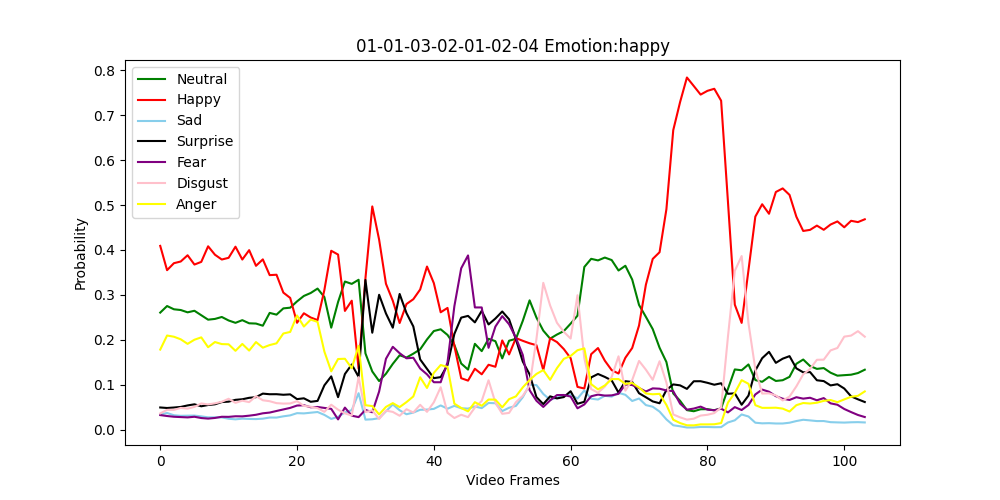 01-01-03-02-01-02-04 Emotion:happy
Neutral
Happy
Sad
Surprise
Fear
Disgust
Anger
Probability
0.8
0.7
0.6
0.5
0.4
0.3
0.2
0.1
0.0
0 20 40 60 80 100
Video Frames